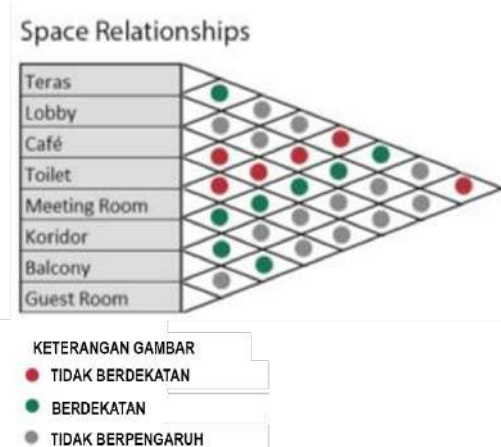 Space Relationships
Teras
Lobby
Café
Toilet
Meeting Room
Koridor
Balcony
Guest Room
KETERANGAN GAMBAR
TIDAK BERDEKATAN
BERDEKATAN
TIDAK BERPENGARUH